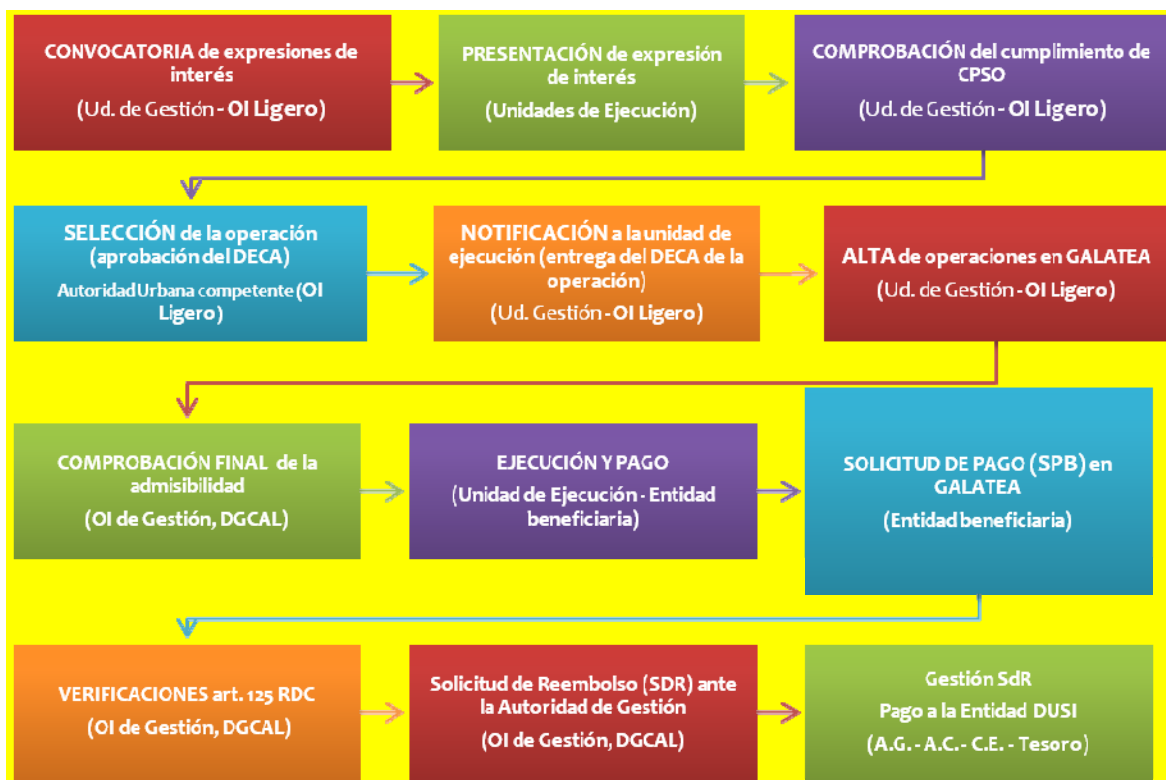 CONVOCATORIA de expresiones de
interés
(Ud. de Gestión - OI Ligero)
PRESENTACIÓN de expresión
de interés
(Unidades de Ejecución)
COMPROBACIÓN del cumplimiento de
CPSO
(Ud. de Gestión - OI Ligero)
SELECCIÓN de la operación
(aprobación del DECA)
Autoridad Urbana competente (OI
Ligero)
NOTIFICACIÓN a la unidad de
ejecución (entrega del DECA de la
operación)
(Ud. Gestión - OI Ligero)
ALTA de operaciones en GALATEA
(Ud. de Gestión - OI Ligero)
COMPROBACIÓN FINAL de la
admisibilidad
(OI de Gestión, DGCAL)
EJECUCIÓN Y PAGO
(Unidad de Ejecución - Entidad
beneficiaria)
SOLICITUD DE PAGO (SPB) en
GALATEA
(Entidad beneficiaria)
VERIFICACIONES art. 125 RDC
(OI de Gestión, DGCAL)
Solicitud de Reembolso (SDR) ante
la Autoridad de Gestión
(OI de Gestión, DGCAL)
Gestión SdR
Pago a la Entidad DUSI
(A.G. - A.C.- C.E. - Tesoro)